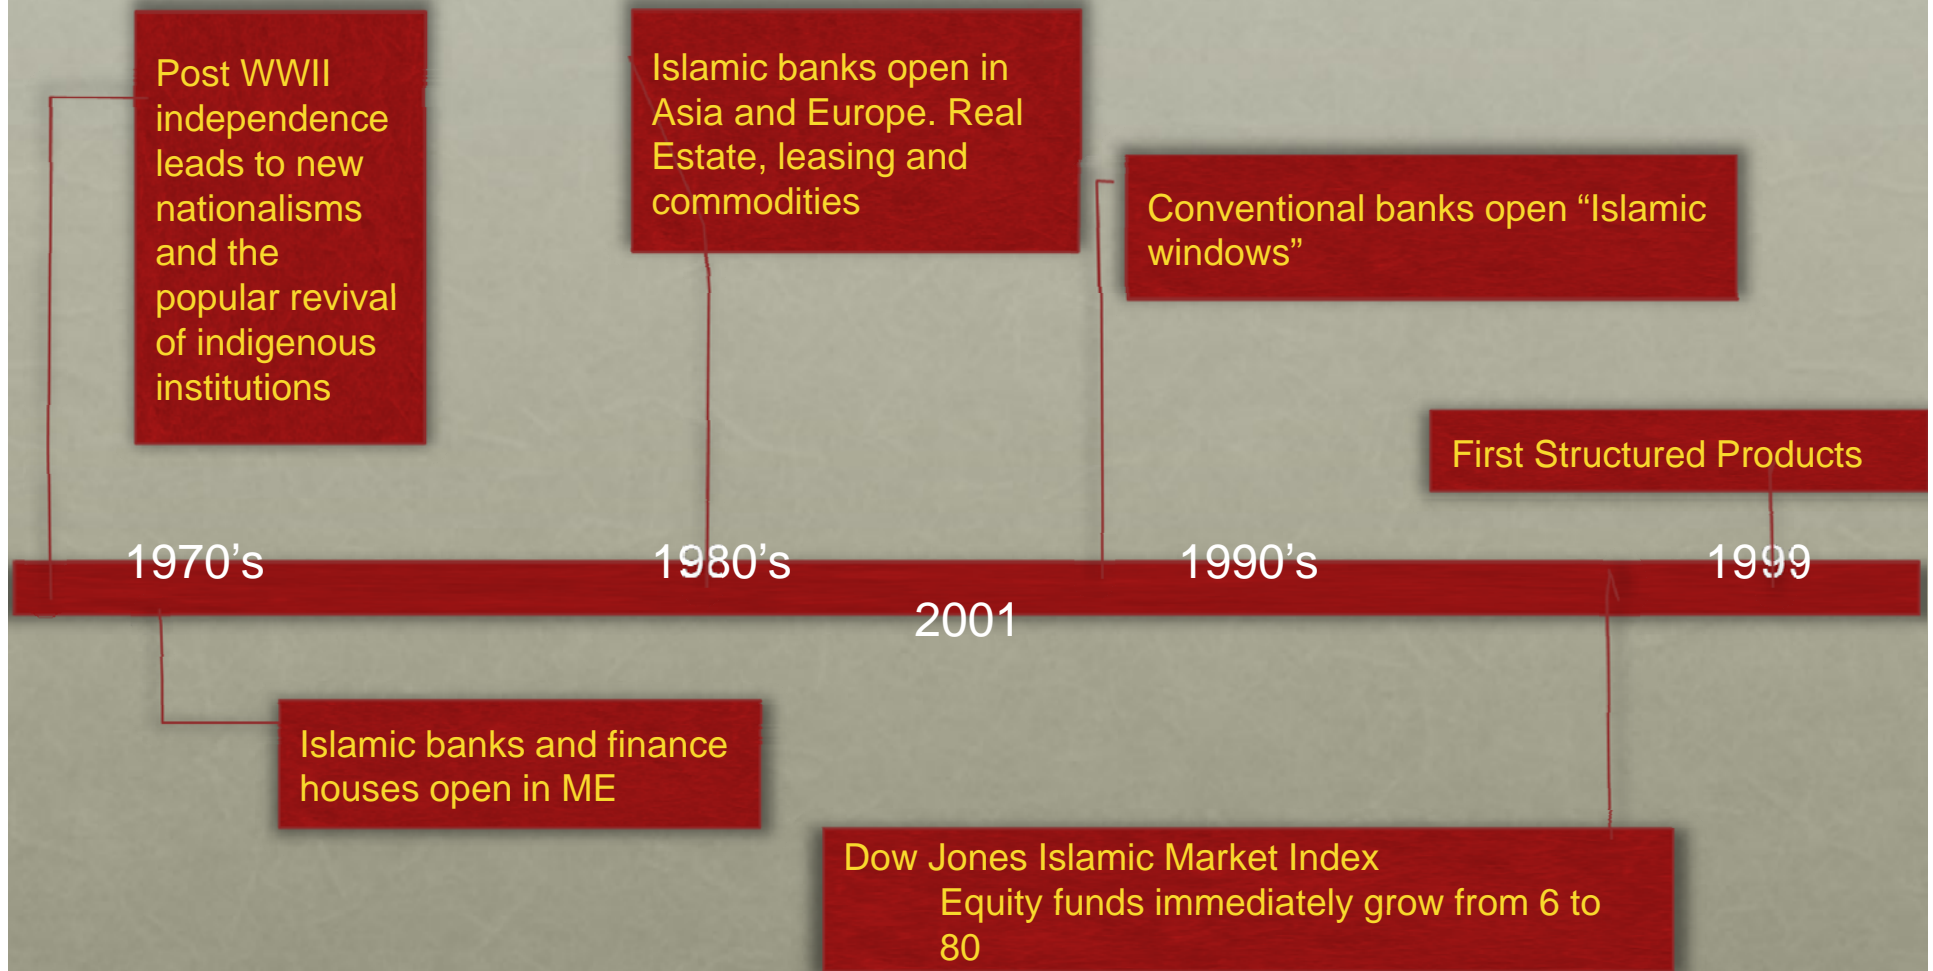 Post WWII
independence
leads to new
nationalisms
and the
popular revival
of indigenous
institutions
Islamic banks open in
Asia and Europe. Real
Estate, leasing and
commodities
Conventional banks open “Islamic
windows”
First Structured Products
1970’s 1980’s 1990’s 1999
2001
Islamic banks and finance
houses open in ME
Dow Jones Islamic Market Index
Equity funds immediately grow from 6 to
80